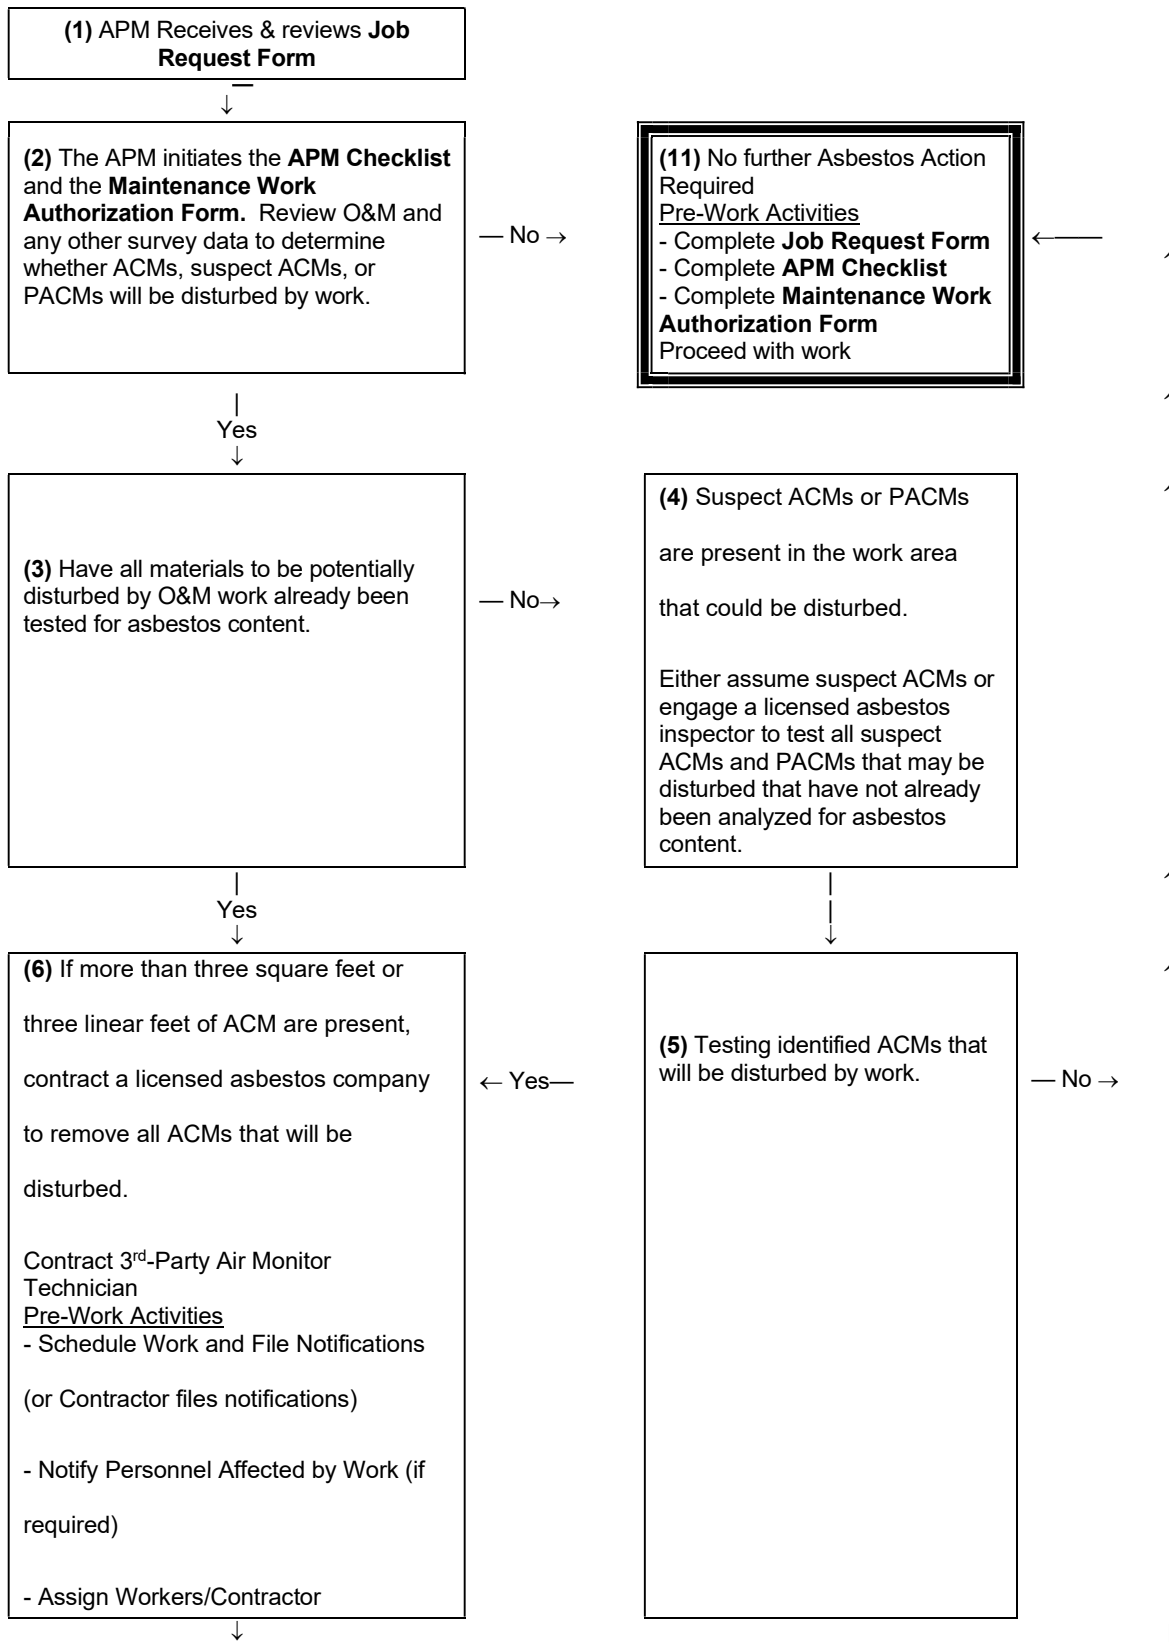 (1) APM Receives & reviews Job
Request Form
↓
(2) The APM initiates the APM Checklist
and the Maintenance Work
Authorization Form. Review O&M and
any other survey data to determine
whether ACMs, suspect ACMs, or
PACMs will be disturbed by work.
— No →
(11) No further Asbestos Action
Required
Pre-Work Activities
- Complete Job Request Form
- Complete APM Checklist
- Complete Maintenance Work
Authorization Form
Proceed with work
←——
|
Yes
↓
(3) Have all materials to be potentially
disturbed by O&M work already been
tested for asbestos content.
— No→
(4) Suspect ACMs or PACMs
are present in the work area
that could be disturbed.
Either assume suspect ACMs or
engage a licensed asbestos
inspector to test all suspect
ACMs and PACMs that may be
disturbed that have not already
been analyzed for asbestos
content.
|
Yes
↓
|
|
↓
(6) If more than three square feet or
three linear feet of ACM are present,
contract a licensed asbestos company
to remove all ACMs that will be
disturbed.
Contract 3rd-Party Air Monitor
Technician
Pre-Work Activities
- Schedule Work and File Notifications
(or Contractor files notifications)
- Notify Personnel Affected by Work (if
required)
- Assign Workers/Contractor
← Yes—
(5) Testing identified ACMs that
will be disturbed by work.
— No →
↓